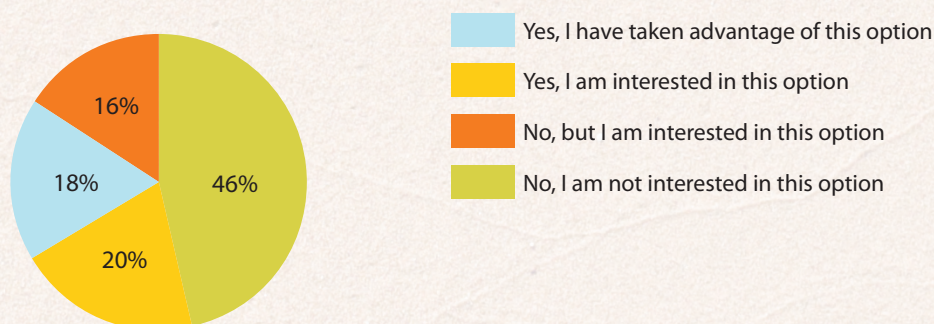 Yes, I have taken advantage of this option
Yes, I am interested in this option
No, but I am interested in this option
No, I am not interested in this option
16%
18%
46%
20%